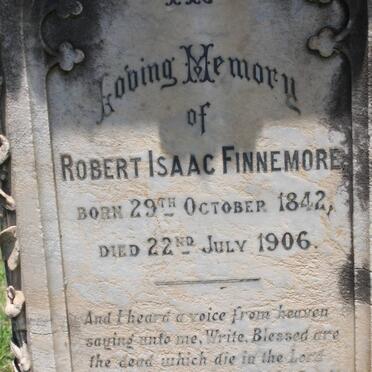 In
Loving Memory
of
ROBERT ISAAC FINNEMORE
BORN 29TH OCTOBER 1842,
DIED 22ND JULY 1906.
And I heard a voice from heaven
saying unto me, Write, Blessed are
the dead which die in the Lord